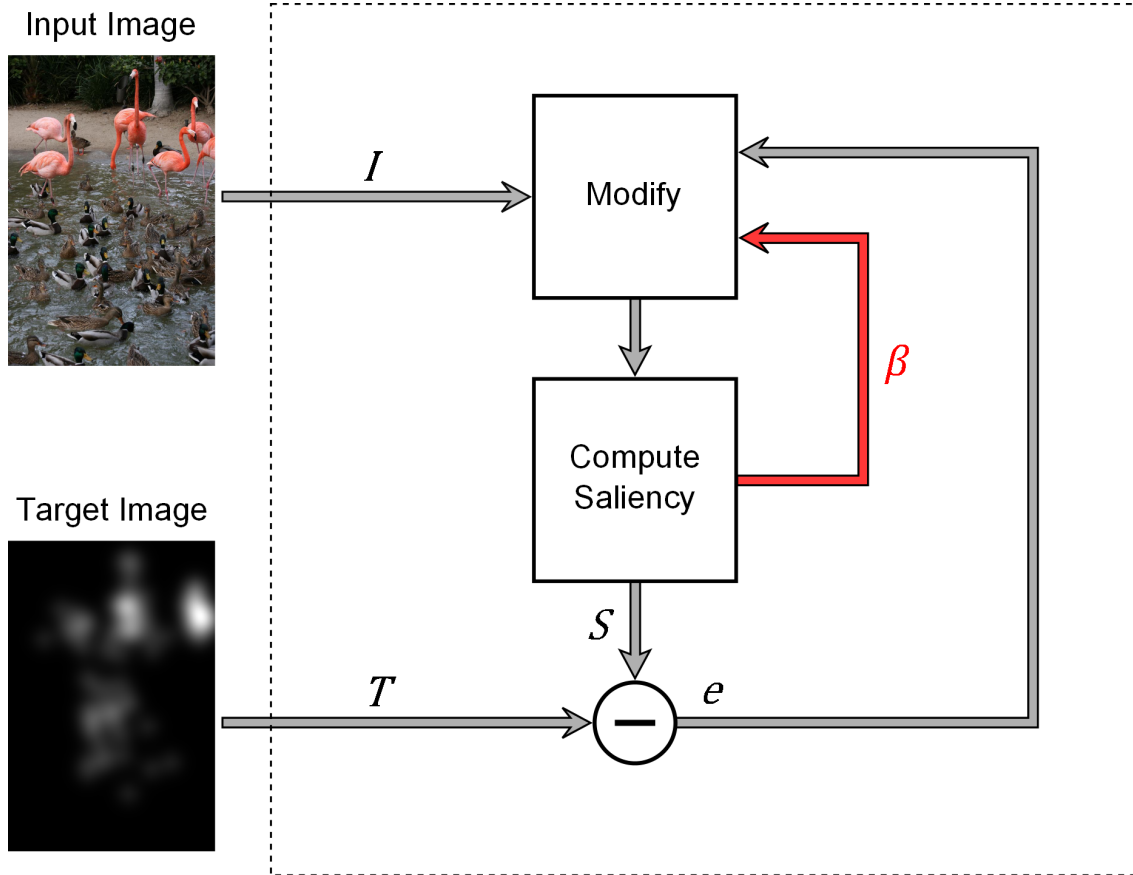 Input Image
I
Modify
β
Compute
Saliency
Target Image
S
T
e